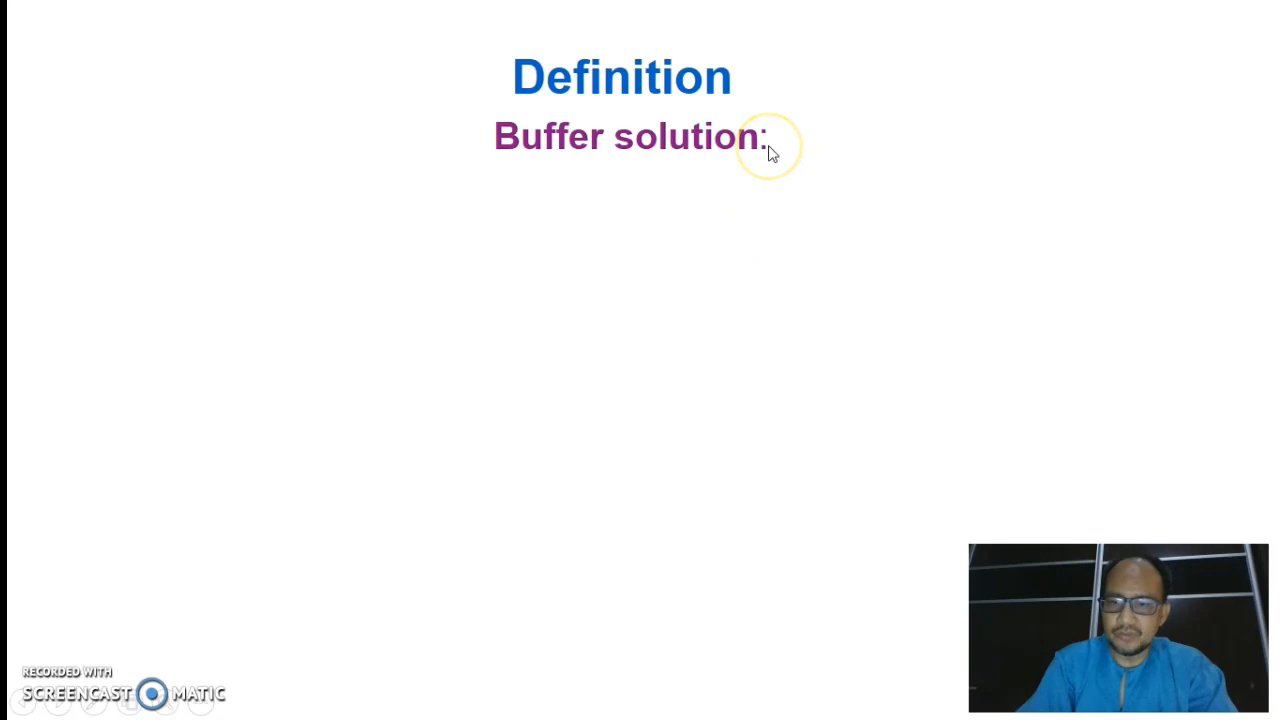 Definition
Buffer solution:
RECORDED WITH
SCREENCAST MATIC